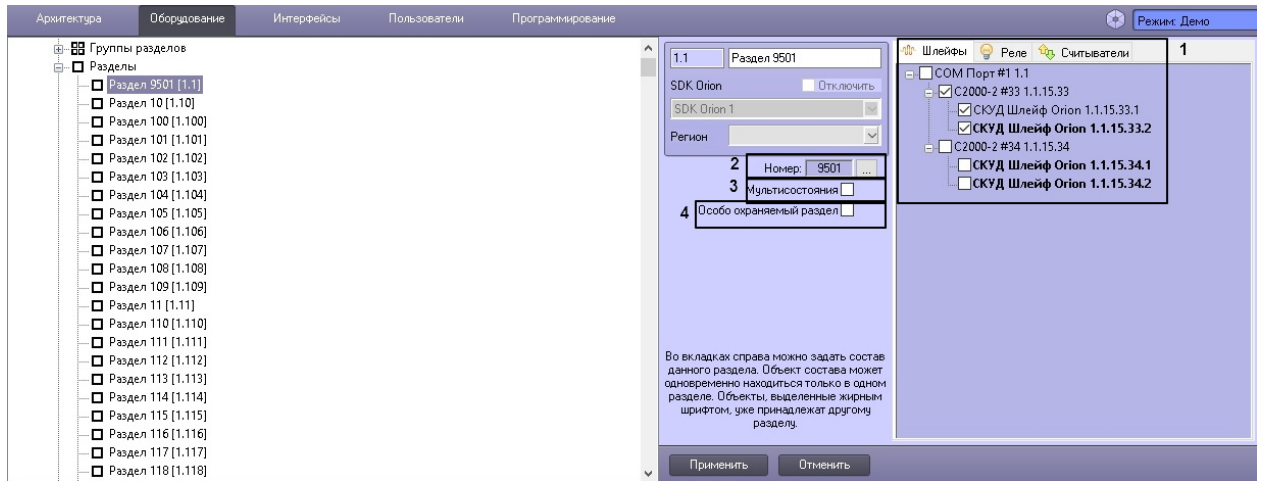 Архитектура Оборудование Интерфейсы Пользователи Программирование Режим: Демо
Группы разделов
Разделы
Раздел 9501 [1.1]
Раздел 10 [1.10]
Раздел 100 [1.100]
Раздел 101 [1.101]
Раздел 102 [1.102]
Раздел 103 [1.103]
Раздел 104 [1.104]
Раздел 105 [1.105]
Раздел 106 [1.106]
Раздел 107 [1.107]
Раздел 108 [1.108]
Раздел 109 [1.109]
Раздел 11 [1.11]
Раздел 110 [1.110]
Раздел 111 [1.111]
Раздел 112 [1.112]
Раздел 113 [1.113]
Раздел 114 [1.114]
Раздел 115 [1.115]
Раздел 116 [1.116]
Раздел 117 [1.117]
Раздел 118 [1.118]
1.1 Раздел 9501
SDK Orion Отключить
SDK Orion 1
Регион
2 Номер: 9501 ...
3 Мультисостояния
4 Особо охраняемый раздел
Во вкладках справа можно задать состав
данного раздела. Объект состава может
одновременно находиться только в одном
разделе. Объекты, выделенные жирным
шрифтом, уже принадлежат другому
разделу.
Применить Отменить
Шлейфы Реле Считыватели 1
COM Порт #1 1.1
С2000-2 #33 1.1.15.33
СКУД Шлейф Orion 1.1.15.33.1
СКУД Шлейф Orion 1.1.15.33.2
С2000-2 #34 1.1.15.34
СКУД Шлейф Orion 1.1.15.34.1
СКУД Шлейф Orion 1.1.15.34.2